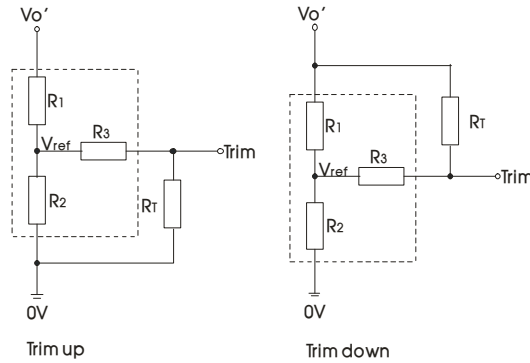 Vo'
R1
Vref
R3
Trim
R2
RT
0V
Trim up
Vo'
R1
RT
Vref
R3
Trim
R2
0V
Trim down